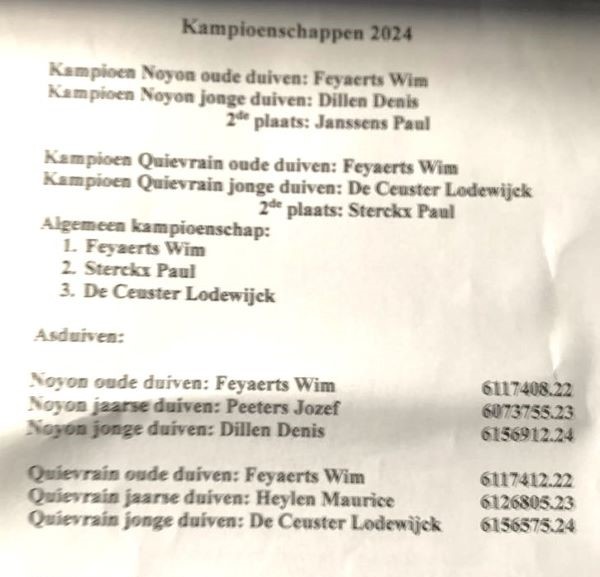 Kampioenschappen 2024
Kampioen Noyon oude duiven: Feyaerts Wim
Kampioen Noyon jonge duiven: Dillen Denis
2de plaats: Janssens Paul
Kampioen Quievrain oude duiven: Feyaerts Wim
Kampioen Quievrain jonge duiven: De Ceuster Lodewijck
2de plaats: Sterckx Paul
Algemeen kampioenschap:
1. Feyaerts Wim
2. Sterckx Paul
3. De Ceuster Lodewijck
Asduiven:
Noyon oude duiven: Feyaerts Wim 6117408.22
Noyon jaarse duiven: Peeters Jozef 6073755.23
Noyon jonge duiven: Dillen Denis 6156912.24
Quievrain oude duiven: Feyaerts Wim 6117412.22
Quievrain jaarse duiven: Heylen Maurice 6126805.23
Quievrain jonge duiven: De Ceuster Lodewijck 6156575.24